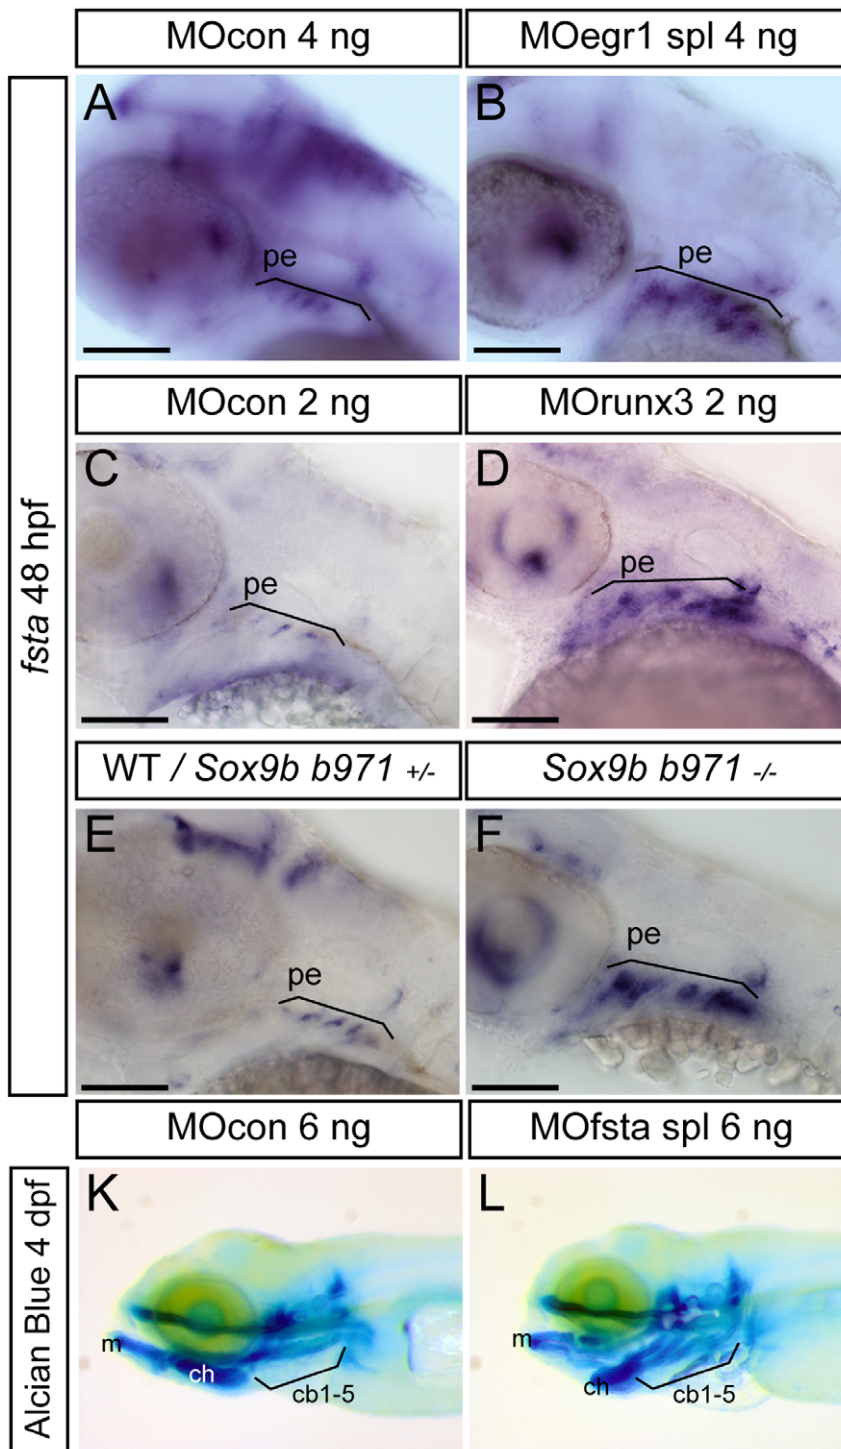 MOcon 4 ng
MOegr1 spl 4 ng
fsta 48 hpf
A
pe
B
pe
MOcon 2 ng
MOrunx3 2 ng
C
pe
D
pe
WT / Sox9b b971 +/-
Sox9b b971 -/-
E
pe
F
pe
MOcon 6 ng
MOfsta spl 6 ng
Alcian Blue 4 dpf
K
m
ch
cb1-5
L
m
ch
cb1-5